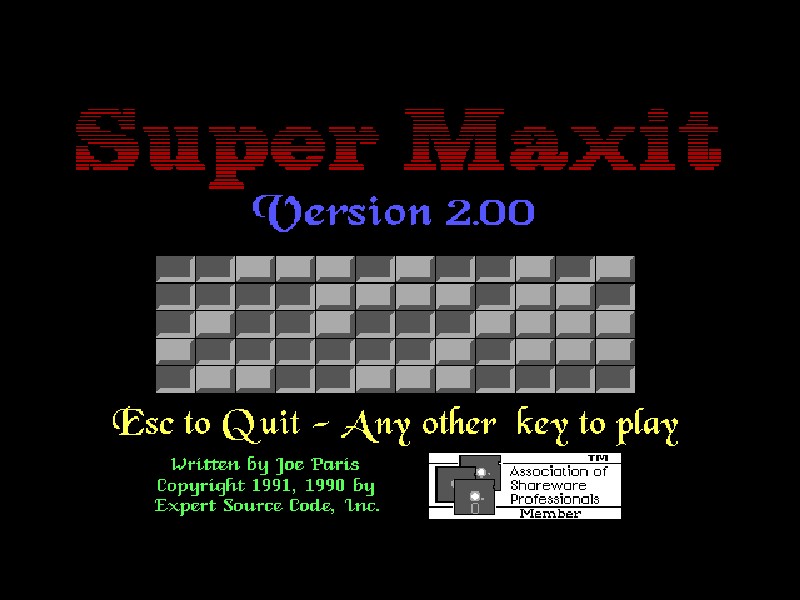 Super Maxit
Version 2.00
Esc to Quit - Any other key to play
Written by Joe Paris
Copyright 1991, 1990 by
Expert Source Code, Inc.
TM
Association of
Shareware
Professionals
Member